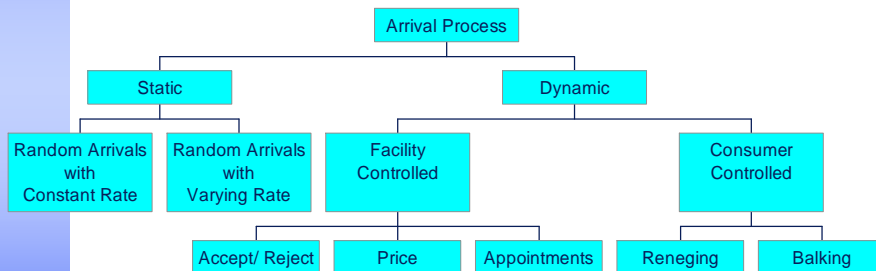 Arrival Process
Static
Dynamic
Random Arrivals
with
Constant Rate
Random Arrivals
with
Varying Rate
Facility
Controlled
Consumer
Controlled
Accept/ Reject
Price
Appointments
Reneging
Balking